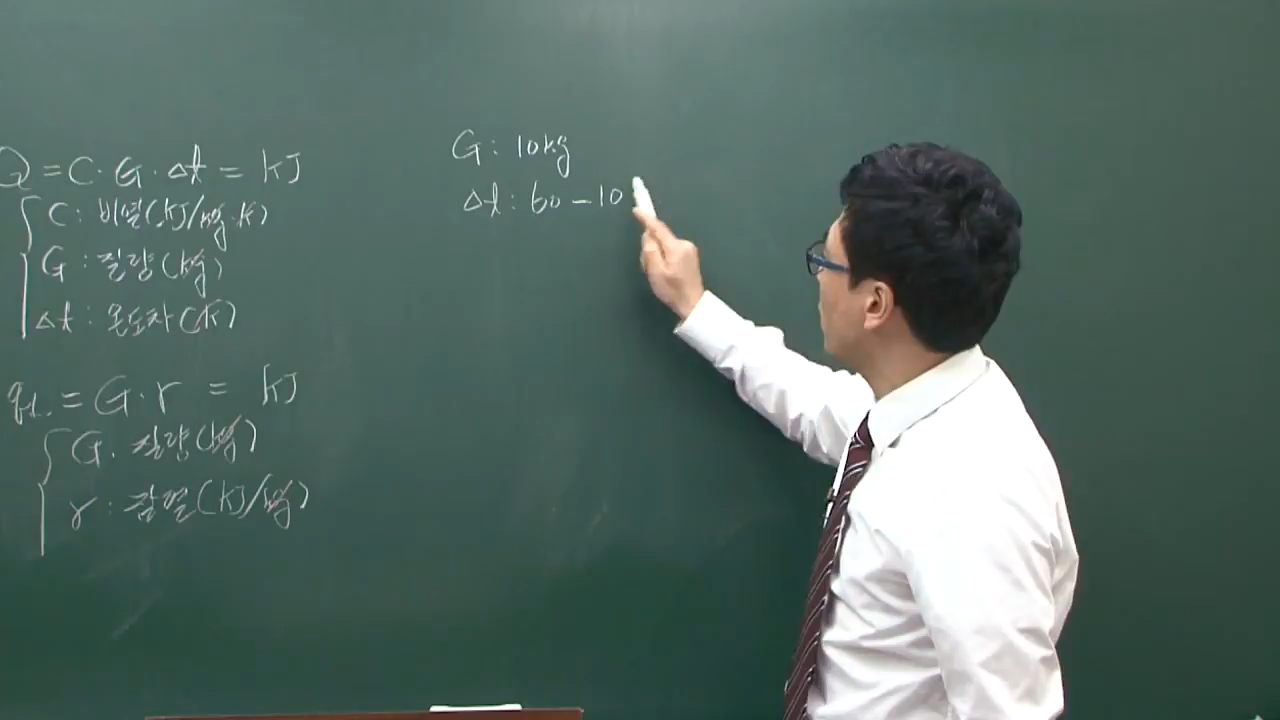 Q = C · G · Δt = kJ
C : 비열(kJ/kg·K)
G : 질량(kg)
Δt : 온도차(K)
qL = G · r = kJ
G. 질량(kg)
r : 잠열(kJ/kg)
G : 10kg
Δt : 60 - 10